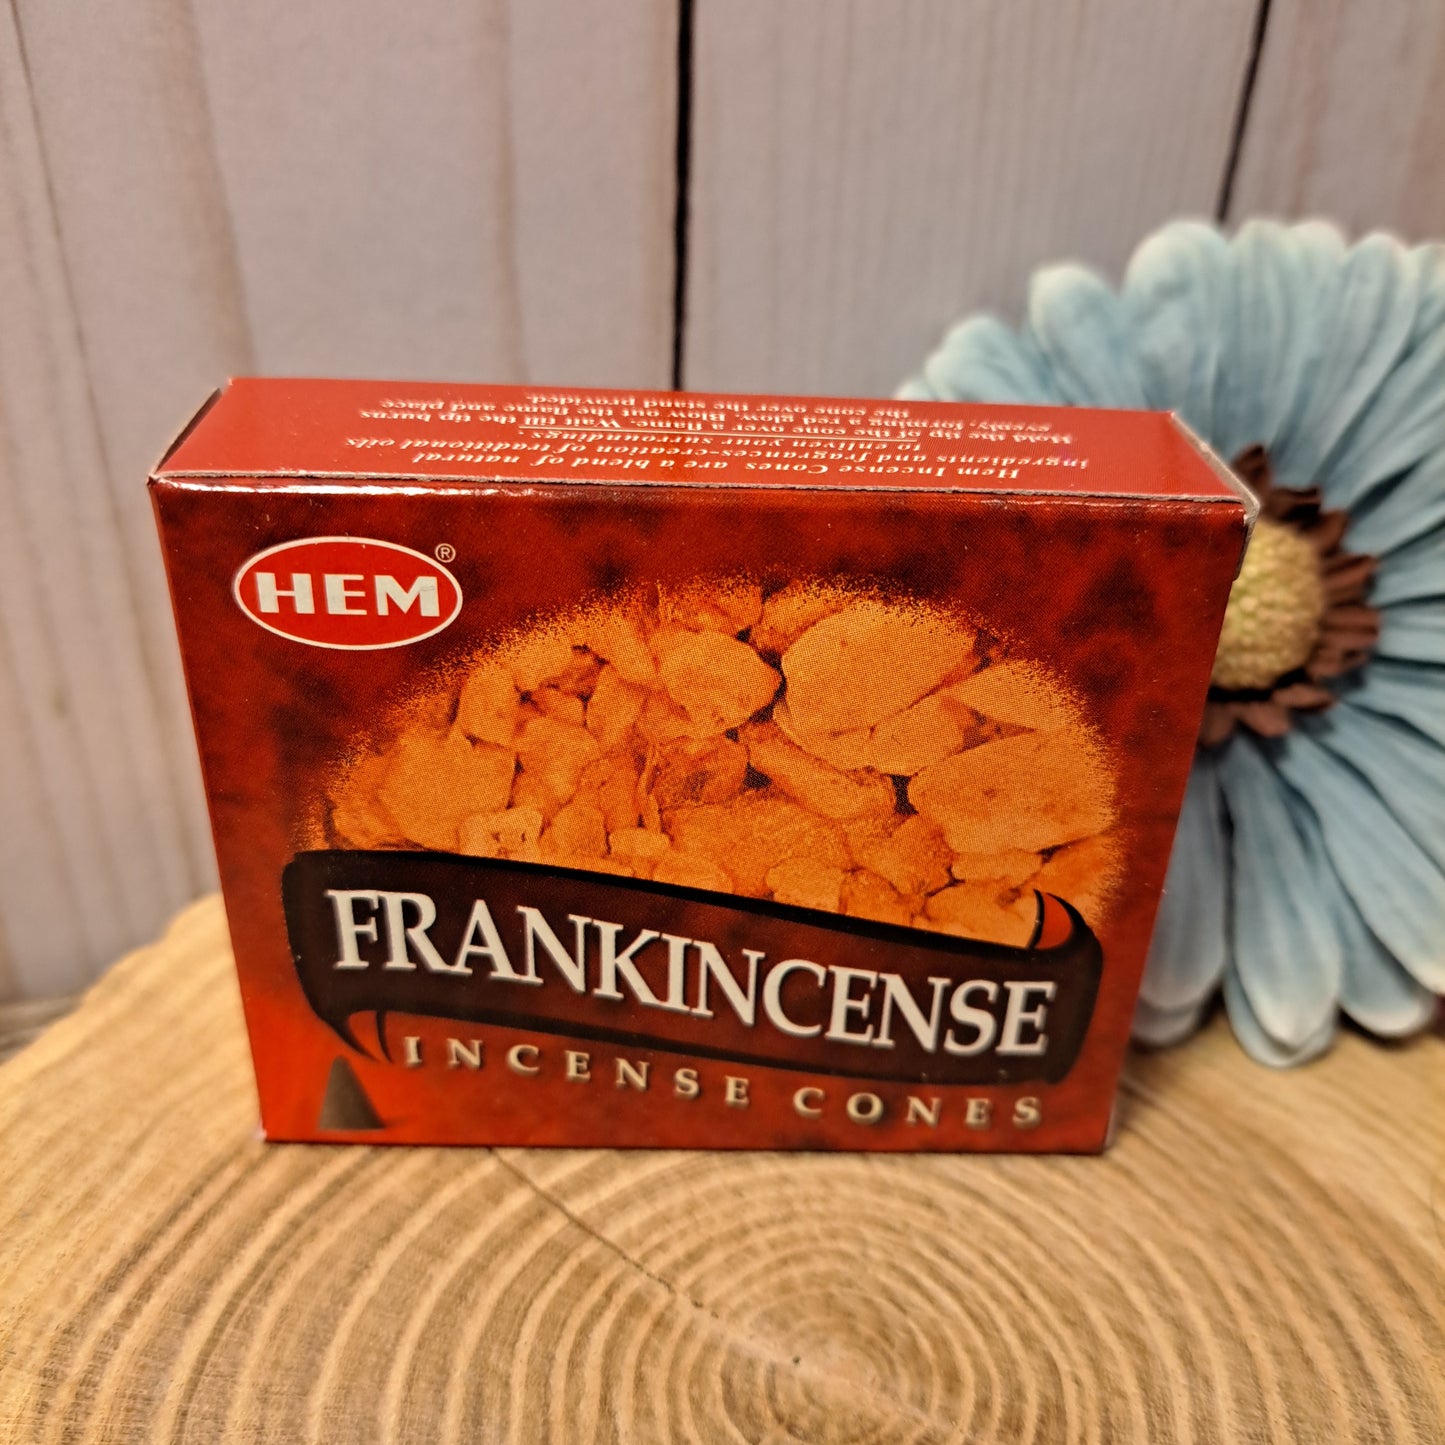 Hem Incense Cones are a blend of natural
ingredients and fragrances-creation of traditional oils
to enliven your surroundings.
Hold the tip of the cone over a flame. Wait till the tip burns
evenly, forming a red glow. Blow out the flame and place
the cone over the stand provided.
HEM®
FRANKINCENSE
INCENSE CONES